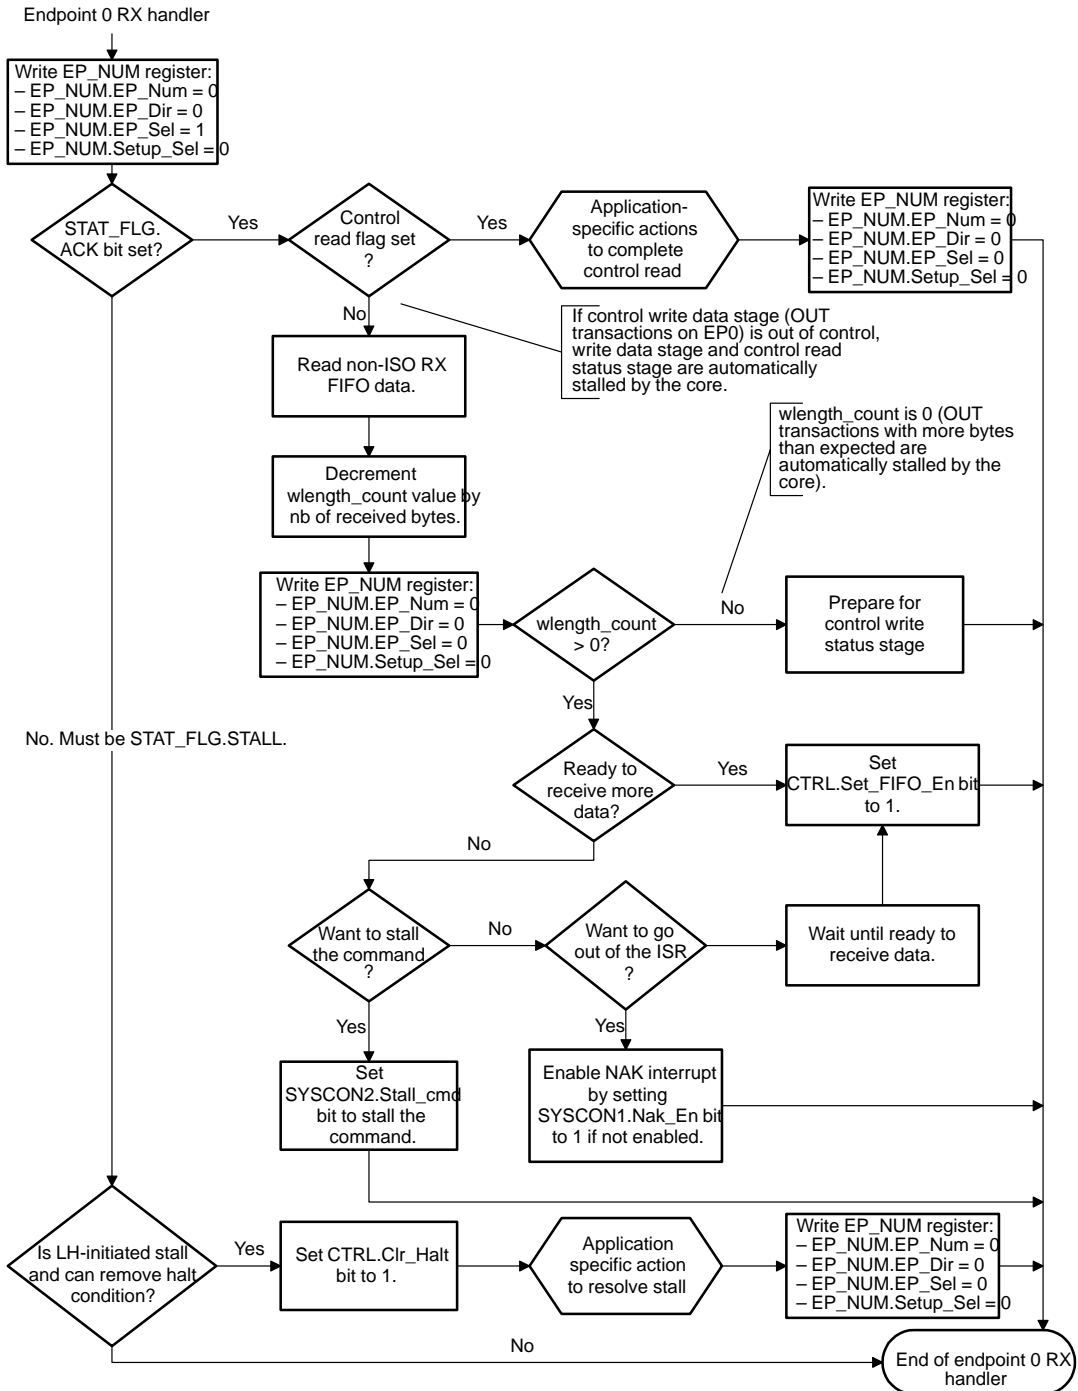 Endpoint 0 RX handler
Write EP_NUM register:
– EP_NUM.EP_Num = 0
– EP_NUM.EP_Dir = 0
– EP_NUM.EP_Sel = 1
– EP_NUM.Setup_Sel = 0
STAT_FLG.
ACK bit set?
Yes
Control
read flag set
?
Yes
Application-
specific actions
to complete
control read
Write EP_NUM register:
– EP_NUM.EP_Num = 0
– EP_NUM.EP_Dir = 0
– EP_NUM.EP_Sel = 0
– EP_NUM.Setup_Sel = 0
No
If control write data stage (OUT
transactions on EP0) is out of control,
write data stage and control read
status stage are automatically
stalled by the core.
Read non-ISO RX
FIFO data.
wlength_count is 0 (OUT
transactions with more bytes
than expected are
automatically stalled by the
core).
Decrement
wlength_count value by
nb of received bytes.
Write EP_NUM register:
– EP_NUM.EP_Num = 0
– EP_NUM.EP_Dir = 0
– EP_NUM.EP_Sel = 0
– EP_NUM.Setup_Sel = 0
wlength_count
> 0?
No
Prepare for
control write
status stage
Yes
No. Must be STAT_FLG.STALL.
Ready to
receive more
data?
Yes
Set
CTRL.Set_FIFO_En bit
to 1.
No
Want to stall
the command
?
No
Want to go
out of the ISR
?
Wait until ready to
receive data.
Yes
Yes
Set
SYSCON2.Stall_cmd
bit to stall the
command.
Enable NAK interrupt
by setting
SYSCON1.Nak_En bit
to 1 if not enabled.
Is LH-initiated stall
and can remove halt
condition?
Yes
Set CTRL.Clr_Halt
bit to 1.
Application
specific action
to resolve stall
Write EP_NUM register:
– EP_NUM.EP_Num = 0
– EP_NUM.EP_Dir = 0
– EP_NUM.EP_Sel = 0
– EP_NUM.Setup_Sel = 0
No
End of endpoint 0 RX
handler